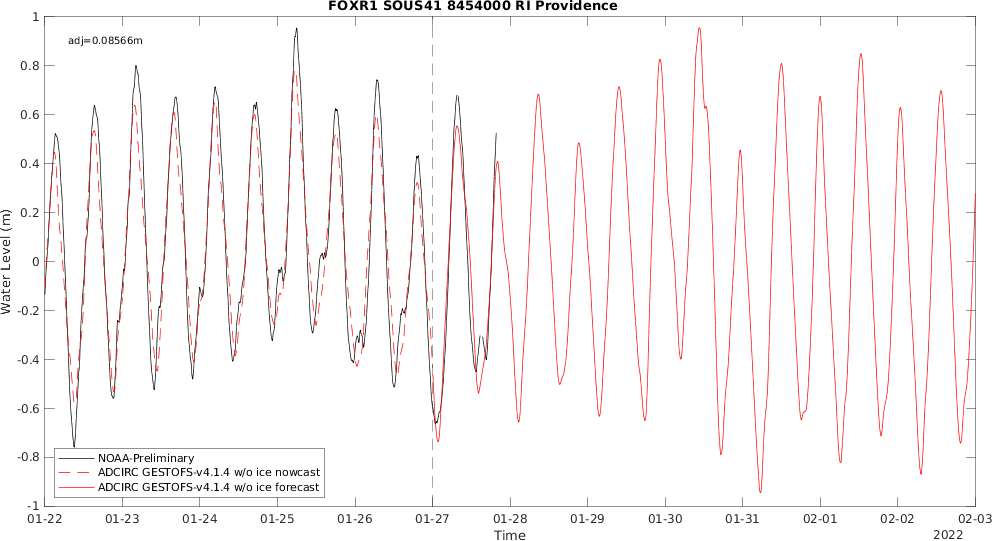 FOXR1 SOUS41 8454000 RI Providence
adj=0.08566m
1
0.8
0.6
0.4
0.2
0
-0.2
-0.4
-0.6
-0.8
-1
Water Level (m)
NOAA-Preliminary
ADCIRC GESTOFS-v4.1.4 w/o ice nowcast
ADCIRC GESTOFS-v4.1.4 w/o ice forecast
01-22 01-23 01-24 01-25 01-26 01-27 01-28 01-29 01-30 01-31 02-01 02-02 02-03
Time
2022